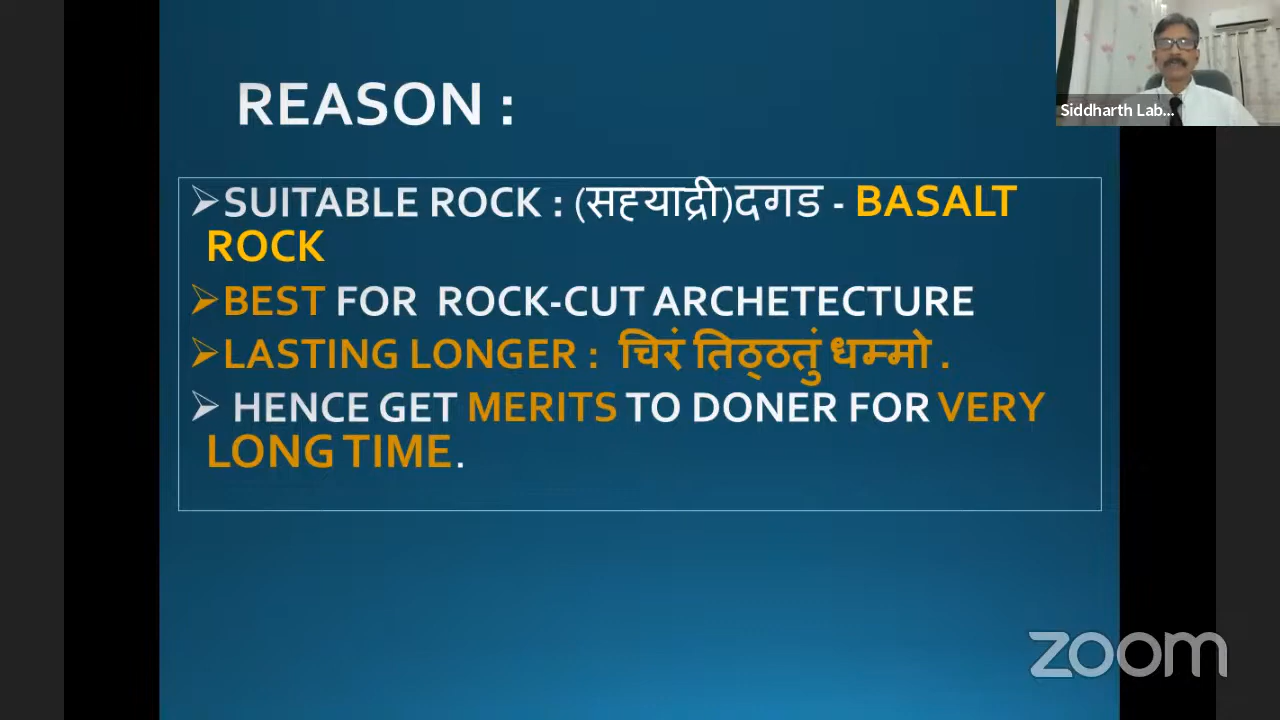 Siddharth Lab...
REASON :
➢SUITABLE ROCK : (सह्याद्री)दगड - BASALT
ROCK
➢BEST FOR ROCK-CUT ARCHETECTURE
➢LASTING LONGER : चिरं तिठ्ठतुं धम्मो .
➢ HENCE GET MERITS TO DONER FOR VERY
LONG TIME.
zoom